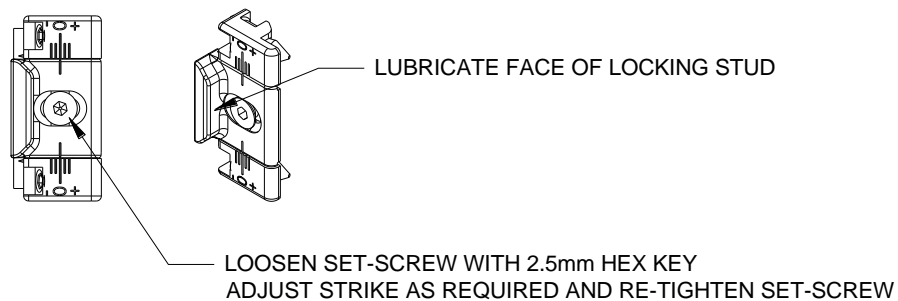 - O +
LUBRICATE FACE OF LOCKING STUD
- O +
LOOSEN SET-SCREW WITH 2.5mm HEX KEY
ADJUST STRIKE AS REQUIRED AND RE-TIGHTEN SET-SCREW